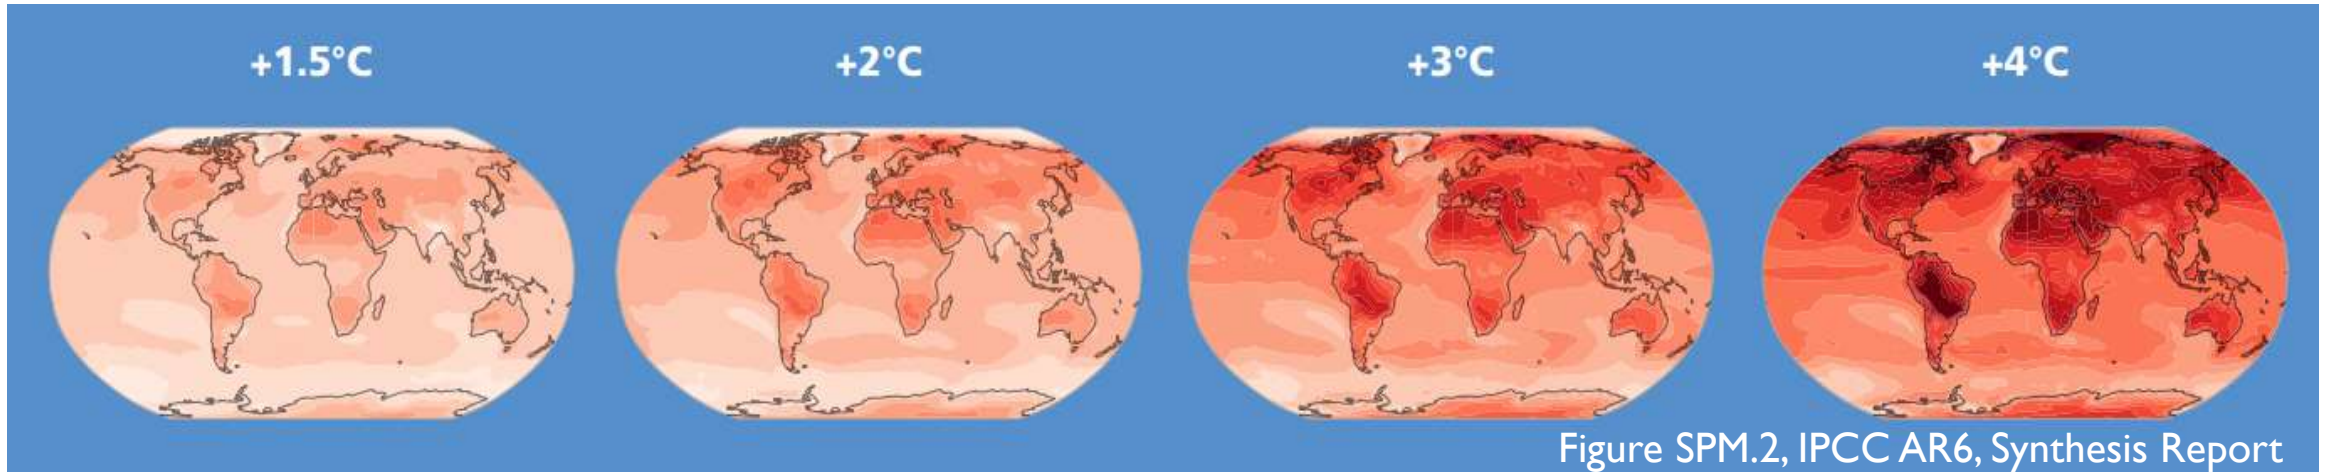 +1.5°C
+2°C
+3°C
+4°C
Figure SPM.2, IPCC AR6, Synthesis Report